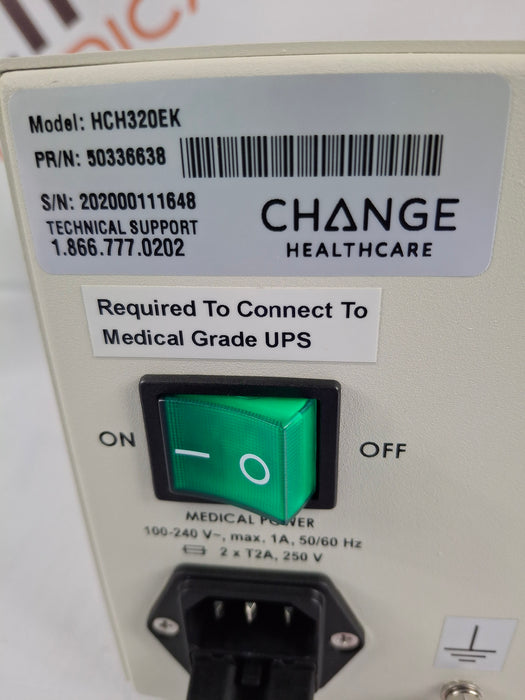 Model: HCH320EK
PR/N: 50336638
S/N: 202000111648
TECHNICAL SUPPORT
1.866.777.0202
CHANGE
HEALTHCARE
Required To Connect To
Medical Grade UPS
ON
OFF
MEDICAL POWER
100-240 V~, max. 1A, 50/60 Hz
2 x T2A, 250 V